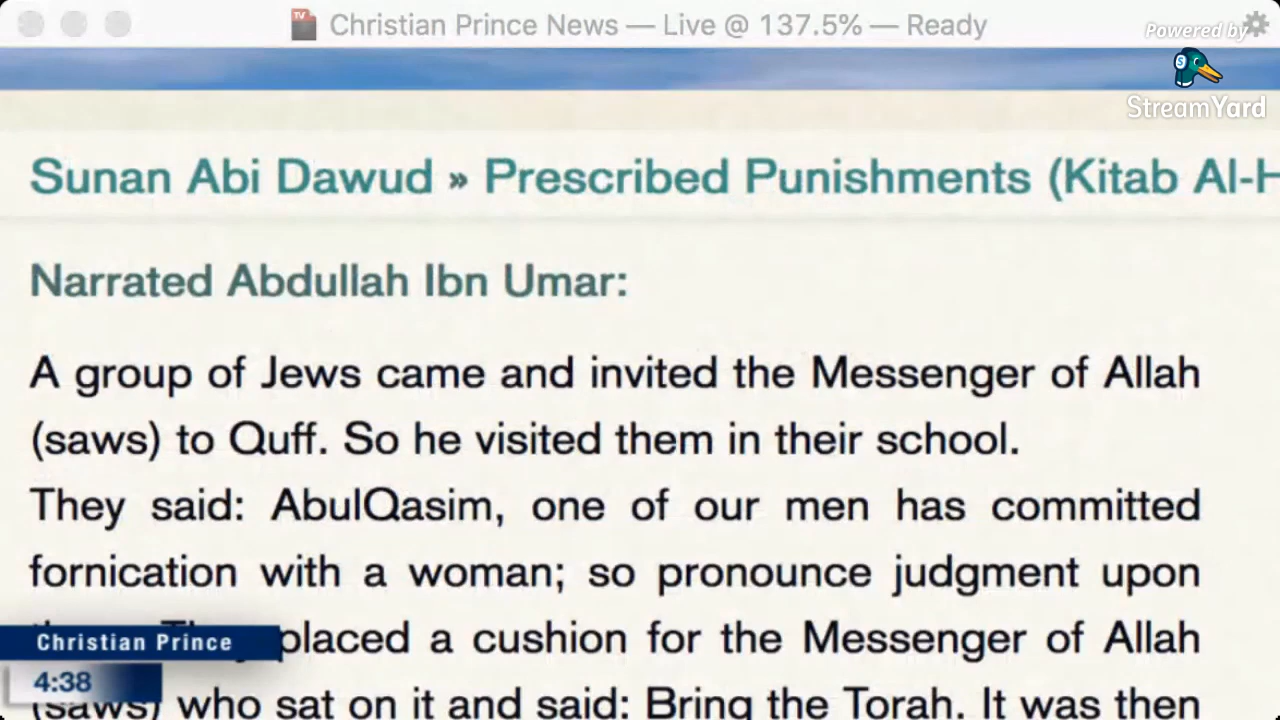 Christian Prince News — Live @ 137.5% — Ready
Powered by
StreamYard
Sunan Abi Dawud » Prescribed Punishments (Kitab Al-H
Narrated Abdullah Ibn Umar:
A group of Jews came and invited the Messenger of Allah
(saws) to Quff. So he visited them in their school.
They said: AbulQasim, one of our men has committed
fornication with a woman; so pronounce judgment upon
placed a cushion for the Messenger of Allah
(saws) who sat on it and said: Bring the Torah. It was then
Christian Prince
4:38